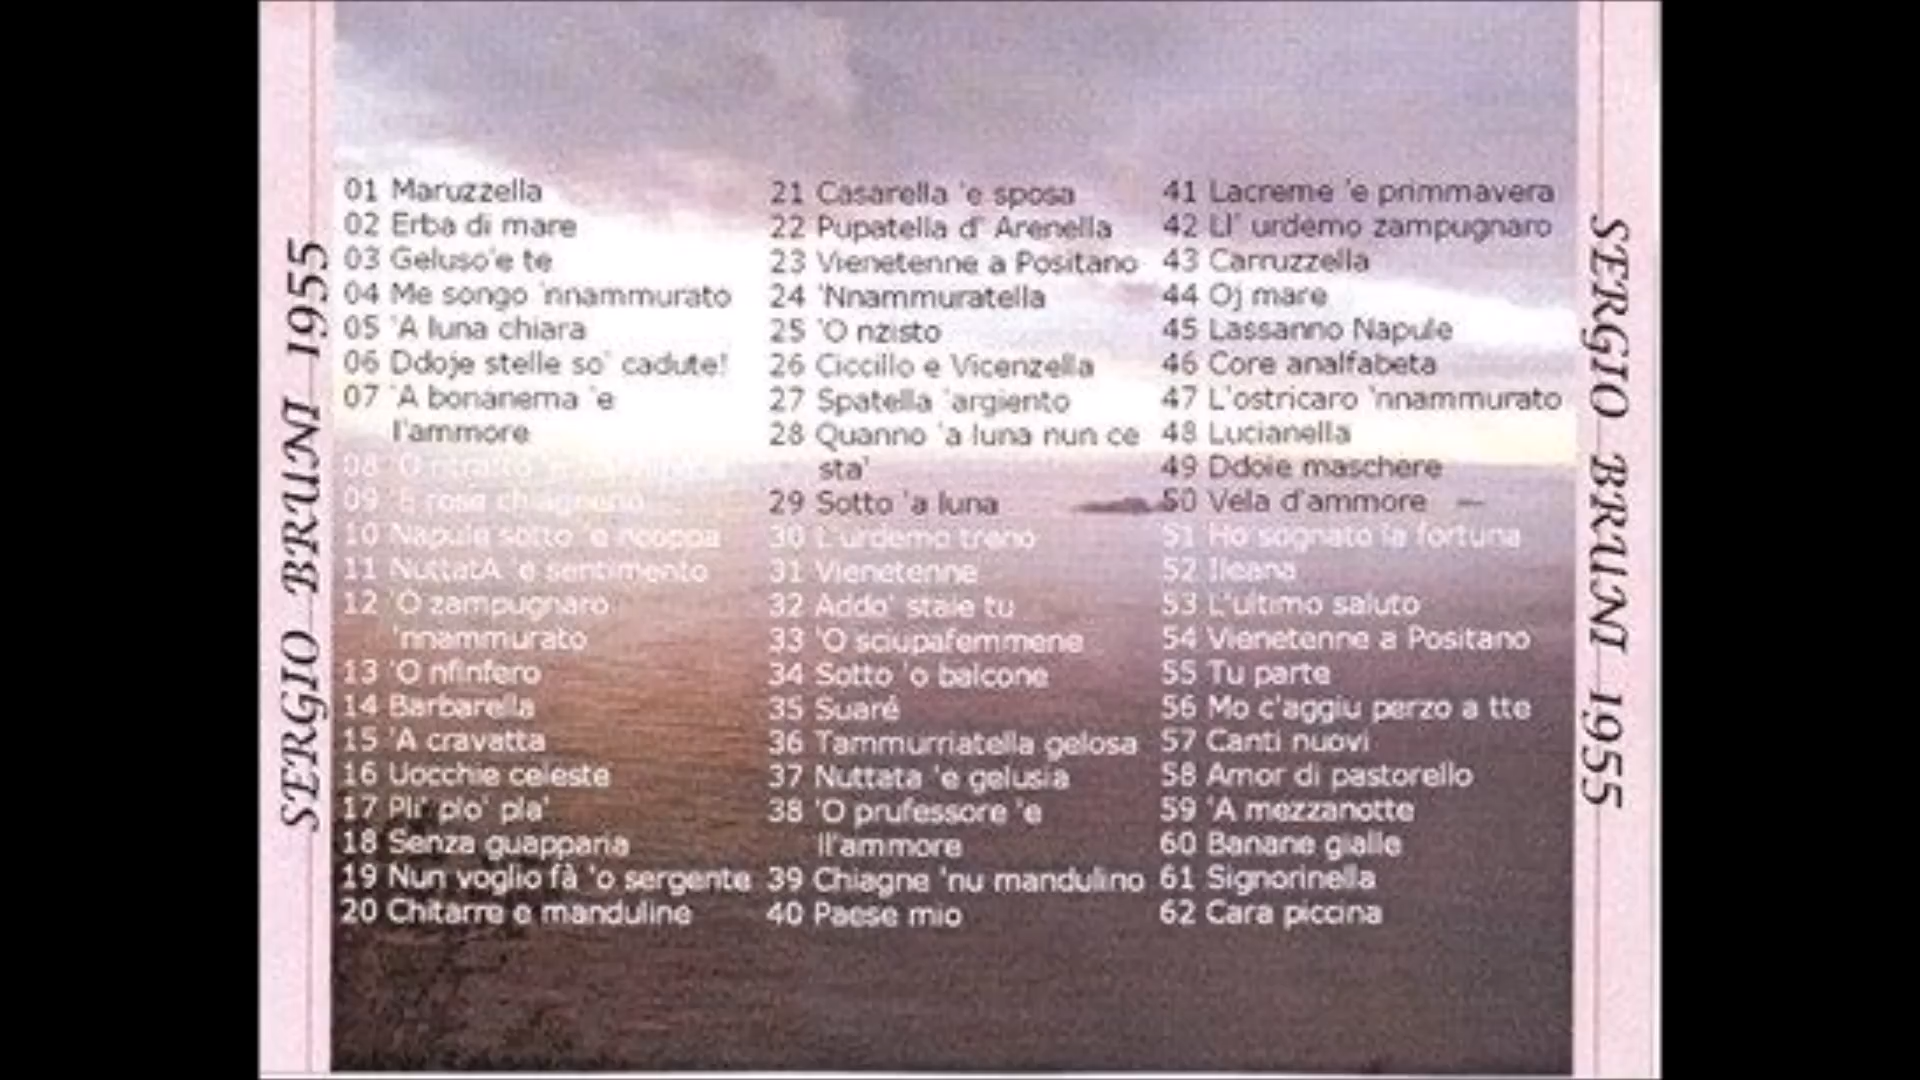 SERGIO BRUNI 1955
01 Maruzzella
02 Erba di mare
03 Geluso'e te
04 Me songo 'nnammurato
05 'A luna chiara
06 Ddoje stelle so' cadute!
07 'A bonanema 'e
l'ammore
08 'O
09 'E rose chiagneno
10 Napule sotto 'e ncoppa
11 NuttatA 'e sentimento
12 'O zampugnaro
'nnammurato
13 'O nfinfero
14 Barbarella
15 'A cravatta
16 Uocchie celeste
17 Pli' plo' pla'
18 Senza guapparia
19 Nun voglio fà 'o sergente
20 Chitarre e manduline
21 Casarella 'e sposa
22 Pupatella d' Arenella
23 Vienetenne a Positano
24 'Nnammuratella
25 'O nzisto
26 Ciccillo e Vicenzella
27 Spatella 'argiento
28 Quanno 'a luna nun ce
sta'
29 Sotto 'a luna
30 L'urdemo treno
31 Vienetenne
32 Addo' staie tu
33 'O sciupafemmene
34 Sotto 'o balcone
35 Suaré
36 Tammurriatella gelosa
37 Nuttata 'e gelusia
38 'O prufessore 'e
ll'ammore
39 Chiagne 'nu mandulino
40 Paese mio
41 Lacreme 'e primmavera
42 Ll' urdemo zampugnaro
43 Carruzzella
44 Oj mare
45 Lassanno Napule
46 Core analfabeta
47 L'ostricaro 'nnammurato
48 Lucianella
49 Ddoie maschere
50 Vela d'ammore
51 Ho sognato la fortuna
52 Ileana
53 L'ultimo saluto
54 Vienetenne a Positano
55 Tu parte
56 Mo c'aggiu perzo a tte
57 Canti nuovi
58 Amor di pastorello
59 'A mezzanotte
60 Banane gialle
61 Signorinella
62 Cara piccina
SERGIO BRUNI 1955